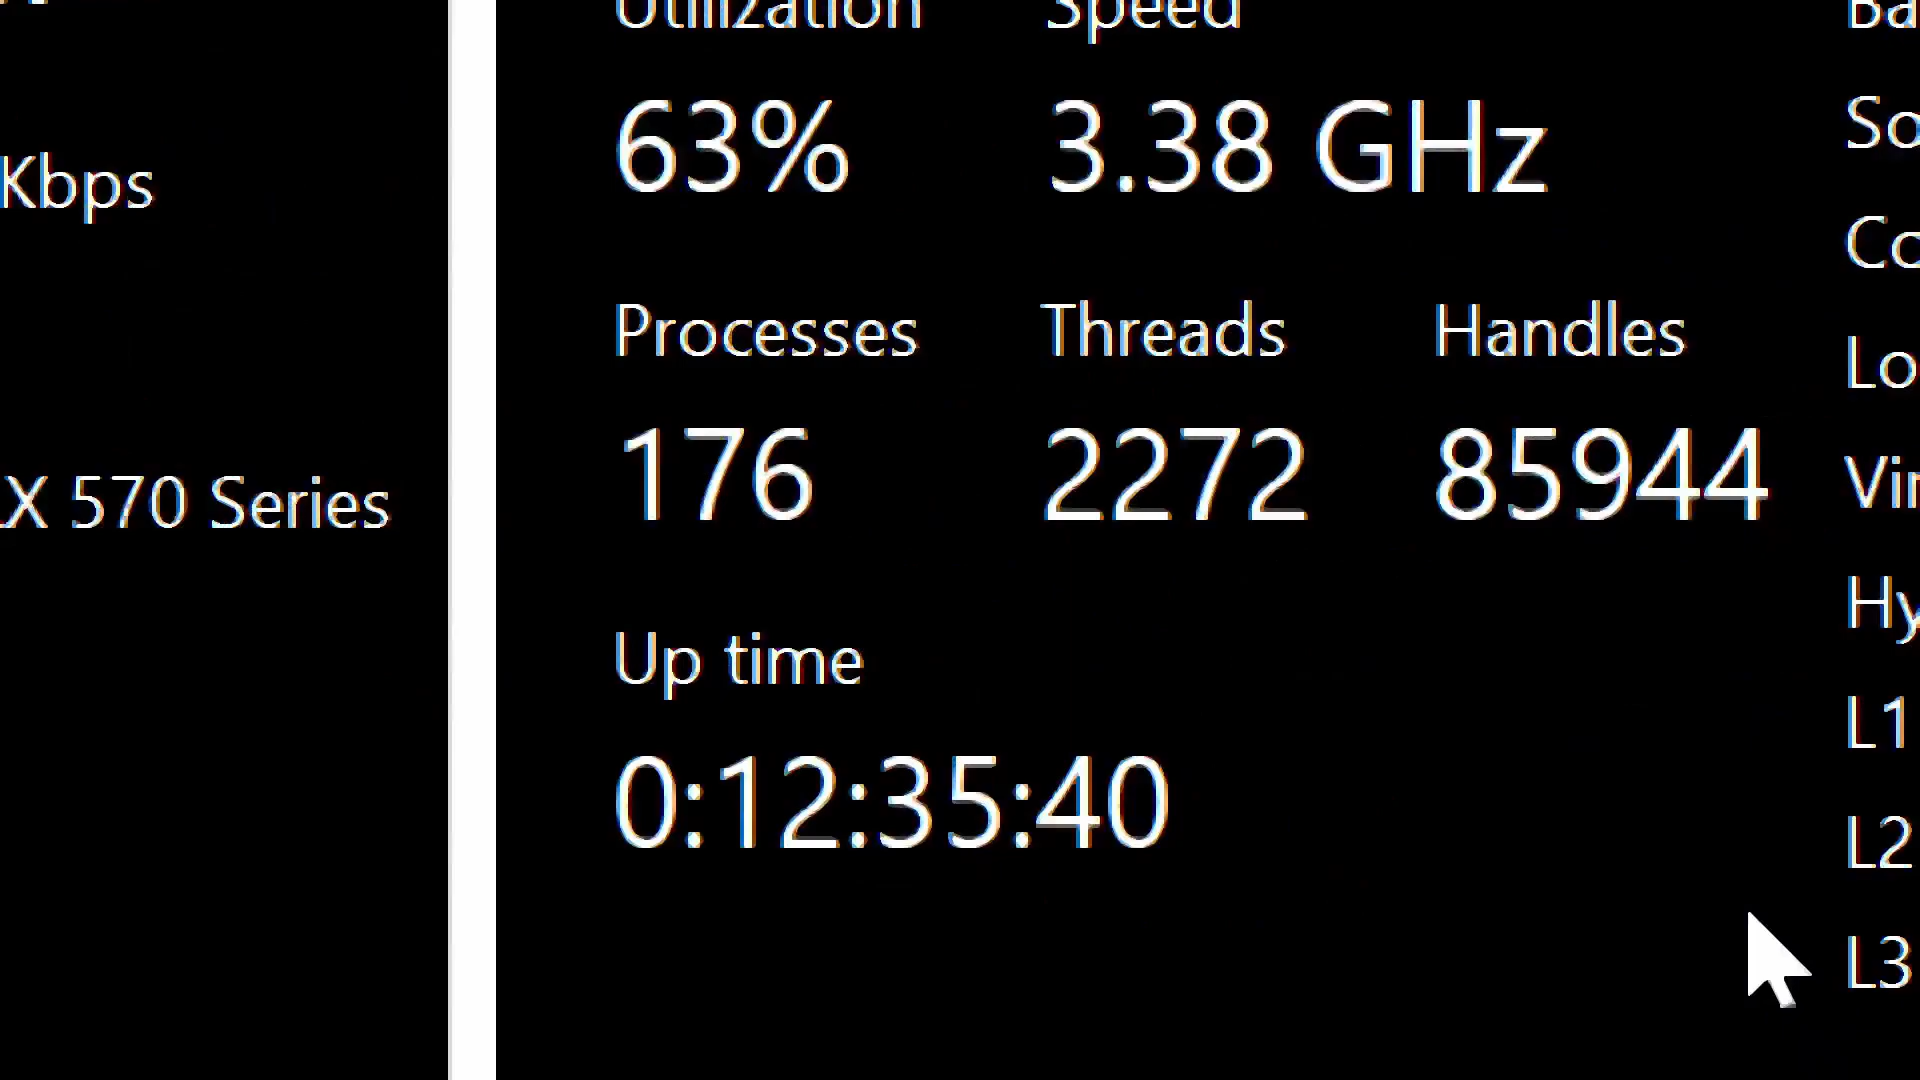 Utilization Speed
63% 3.38 GHz
Kbps
Processes Threads Handles
176 2272 85944
X 570 Series
Up time
0:12:35:40
L1
L2
L3